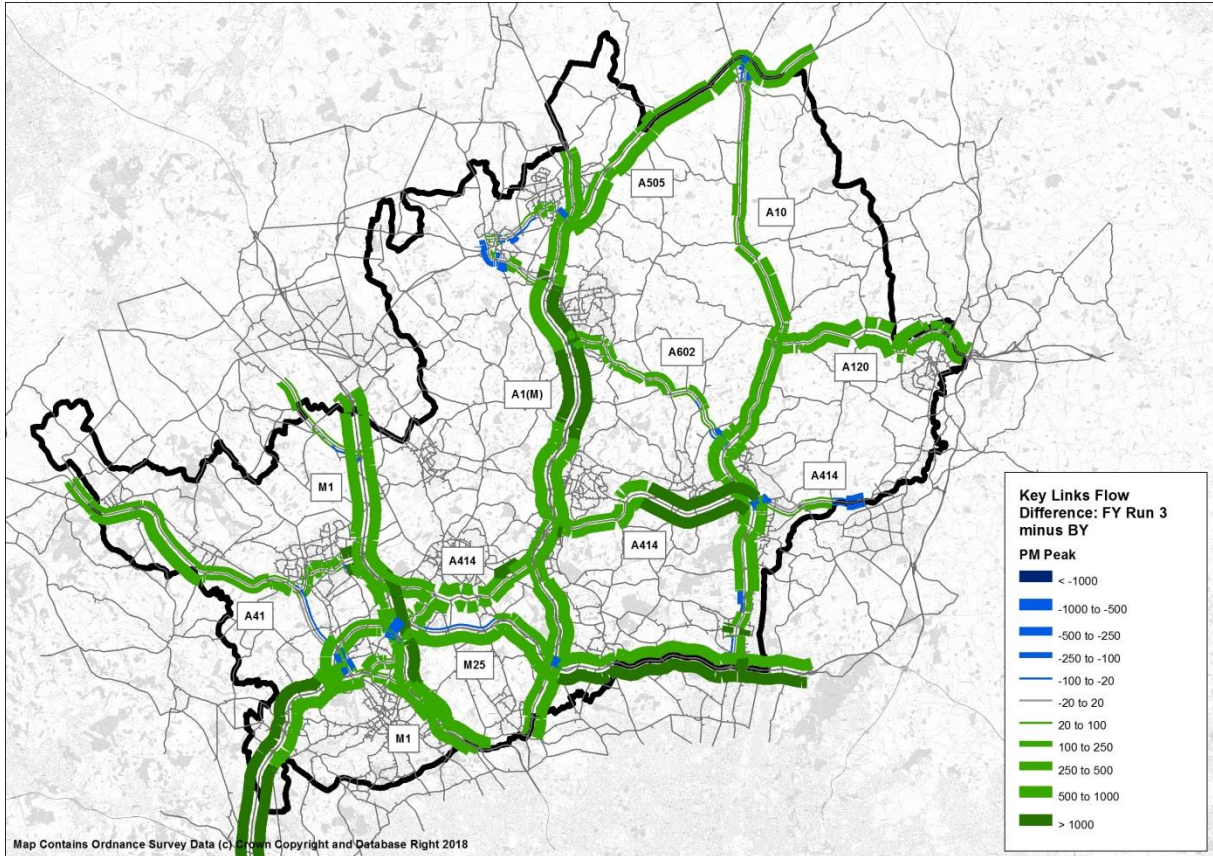 A505
A10
A602
A120
A1(M)
M1
A414
A414
A414
A41
M25
M1
Key Links Flow
Difference: FY Run 3
minus BY
PM Peak
< -1000
-1000 to -500
-500 to -250
-250 to -100
-100 to -20
-20 to 20
20 to 100
100 to 250
250 to 500
500 to 1000
> 1000
Map Contains Ordnance Survey Data (c) Crown Copyright and Database Right 2018